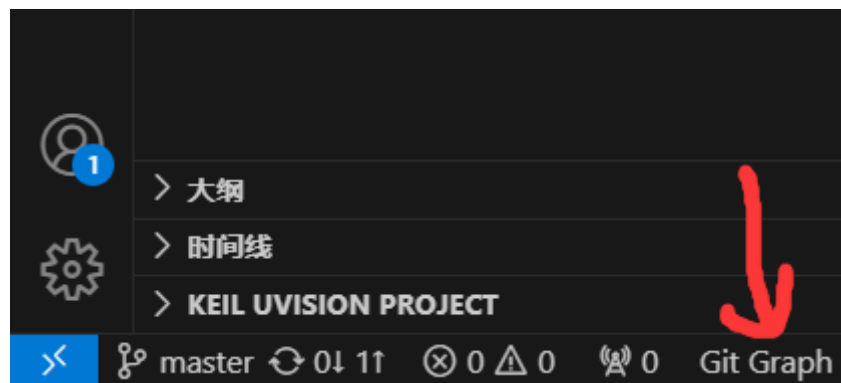 1
大纲
时间线
KEIL UVISION PROJECT
master 0↓ 1↑ 0 0 0 Git Graph